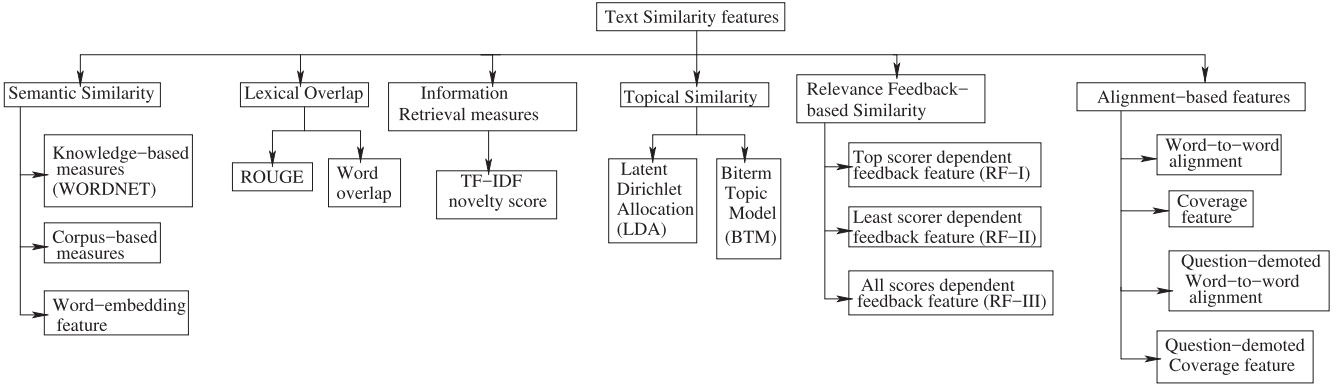 Text Similarity features
Semantic Similarity
Knowledge−based
measures
(WORDNET)
Corpus−based
measures
Word−embedding
feature
Lexical Overlap
ROUGE
Word
overlap
Information
Retrieval measures
TF−IDF
novelty score
Topical Similarity
Latent
Dirichlet
Allocation
(LDA)
Biterm
Topic
Model
(BTM)
Relevance Feedback−
based Similarity
Top scorer dependent
feedback feature (RF−I)
Least scorer dependent
feedback feature (RF−II)
All scores dependent
feedback feature (RF−III)
Alignment−based features
Word−to−word
alignment
Coverage
feature
Question−demoted
Word−to−word
alignment
Question−demoted
Coverage feature